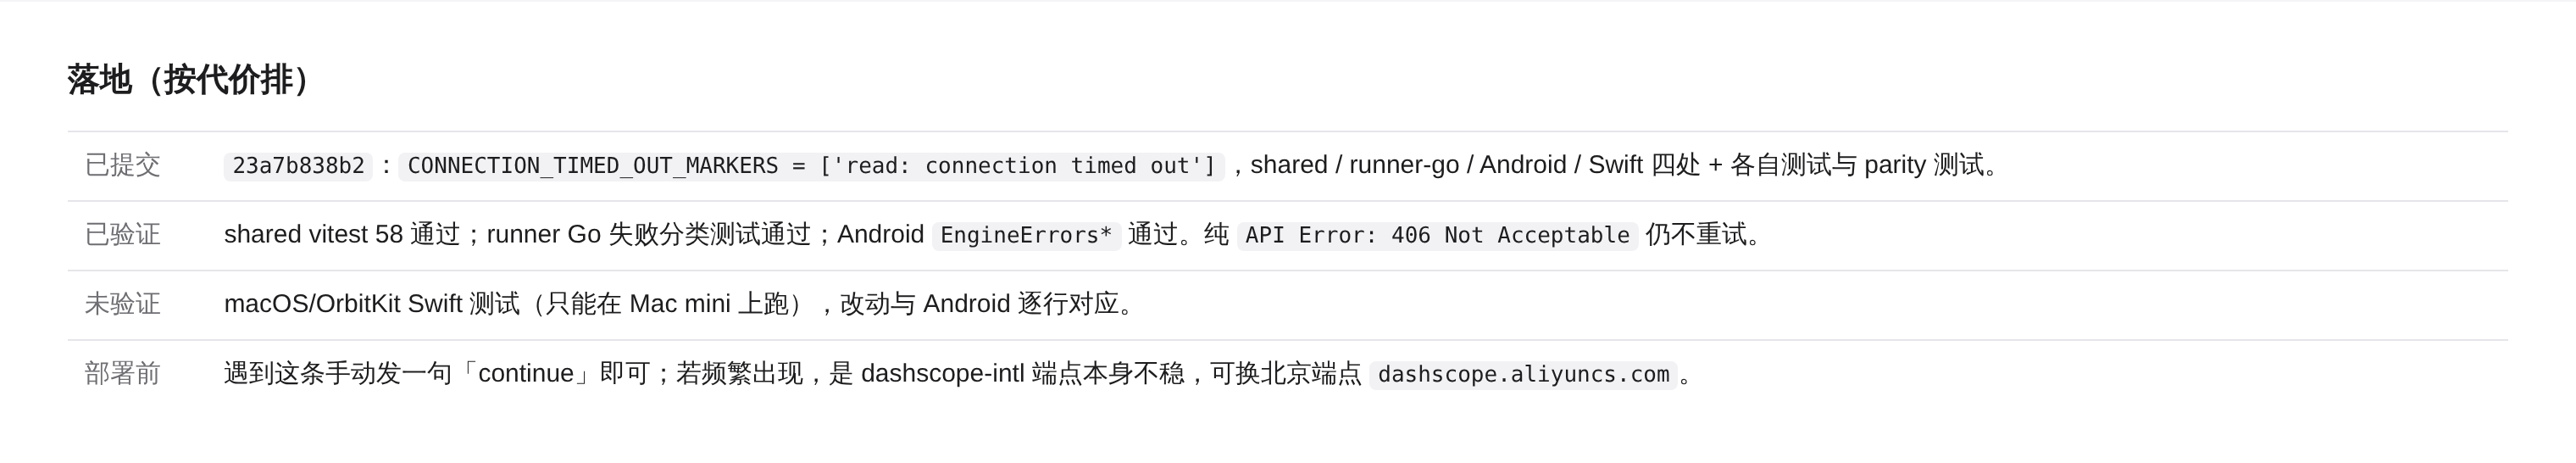 落地（按代价排）
已提交 23a7b838b2：CONNECTION_TIMED_OUT_MARKERS = ['read: connection timed out']，shared / runner-go / Android / Swift 四处 + 各自测试与 parity 测试。
已验证 shared vitest 58 通过；runner Go 失败分类测试通过；Android EngineErrors* 通过。纯 API Error: 406 Not Acceptable 仍不重试。
未验证 macOS/OrbitKit Swift 测试（只能在 Mac mini 上跑），改动与 Android 逐行对应。
部署前 遇到这条手动发一句「continue」即可；若频繁出现，是 dashscope-intl 端点本身不稳，可换北京端点 dashscope.aliyuncs.com。